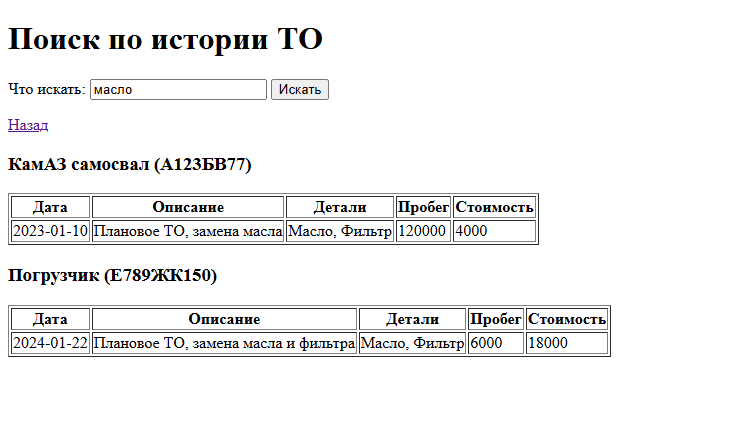 Поиск по истории ТО
Что искать: масло Искать
Назад
КамАЗ самосвал (А123БВ77)
Дата Описание Детали Пробег Стоимость
2023-01-10 Плановое ТО, замена масла Масло, Фильтр 120000 4000
Погрузчик (Е789ЖК150)
Дата Описание Детали Пробег Стоимость
2024-01-22 Плановое ТО, замена масла и фильтра Масло, Фильтр 6000 18000